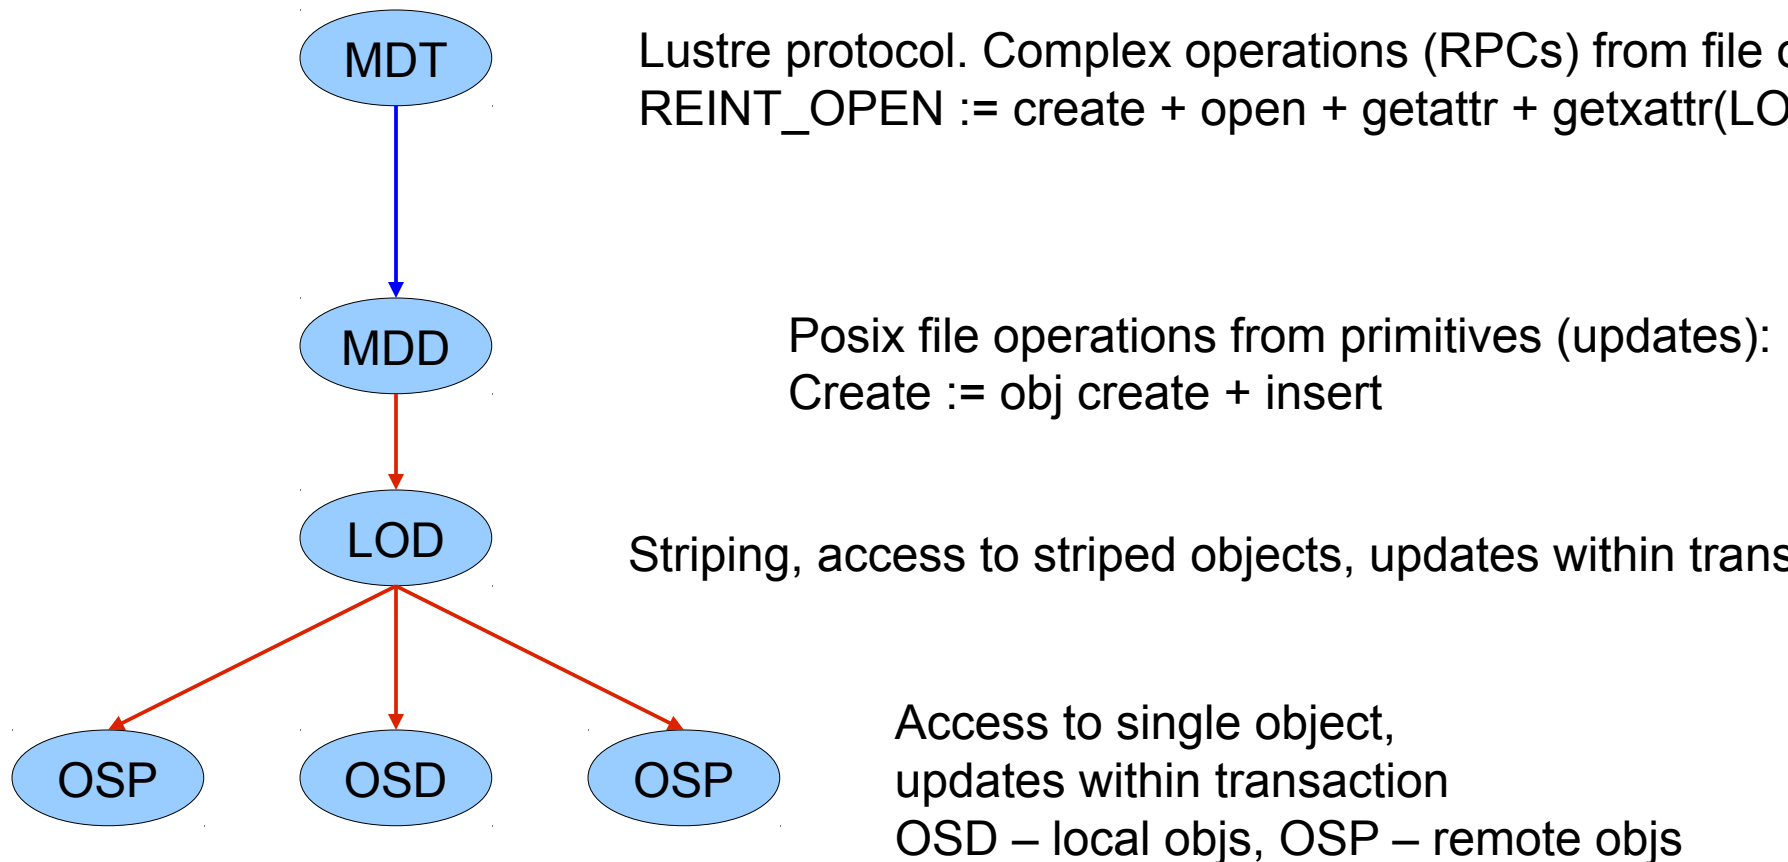 MDT
Lustre protocol. Complex operations (RPCs) from file
REINT_OPEN := create + open + getattr + getxattr(LO
MDD
Posix file operations from primitives (updates):
Create := obj create + insert
LOD
Striping, access to striped objects, updates within trans
OSP
OSD
OSP
Access to single object,
updates within transaction
OSD – local objs, OSP – remote objs